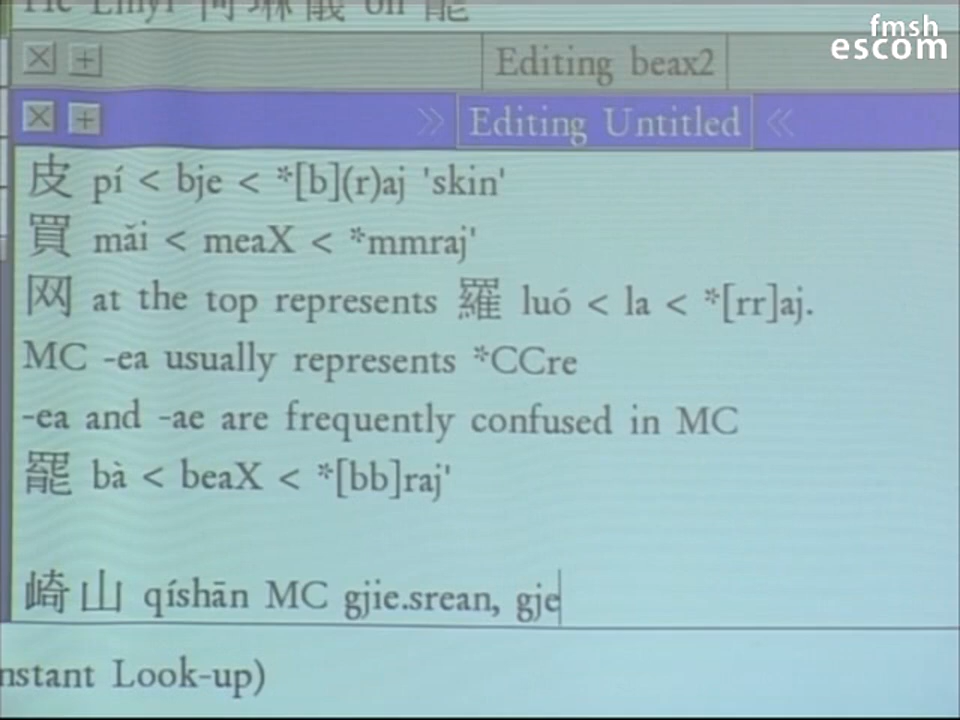 fmsh
escom
Editing beax2
Editing Untitled
皮 pí < bje < *[b](r)aj 'skin'
買 mǎi < meaX < *mmraj'
网 at the top represents 羅 luó < la < *[rr]aj.
MC -ea usually represents *CCre
-ea and -ae are frequently confused in MC
罷 bà < beaX < *[bb]raj'
崎山 qíshān MC gjie.srean, gje
nstant Look-up)